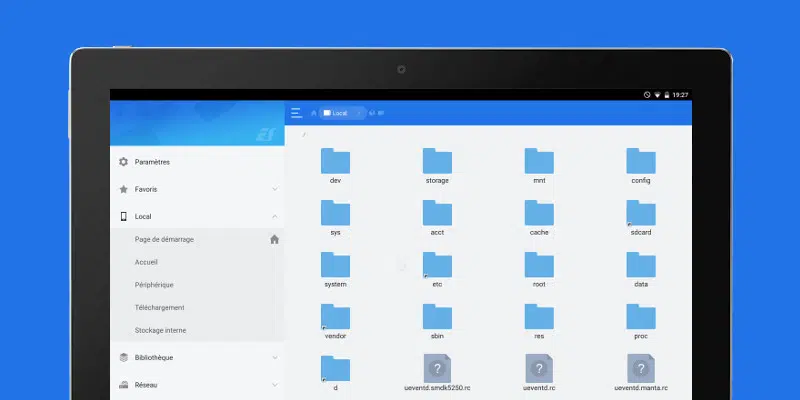 19:27
Local
/
Paramètres
Favoris
Local
Page de démarrage
Accueil
Périphérique
Téléchargement
Stockage interne
Bibliothèque
Réseau
dev storage mnt config
sys acct cache sdcard
system etc root data
vendor sbin res proc
d ueventd.smdk5250.rc ueventd.rc ueventd.manta.rc